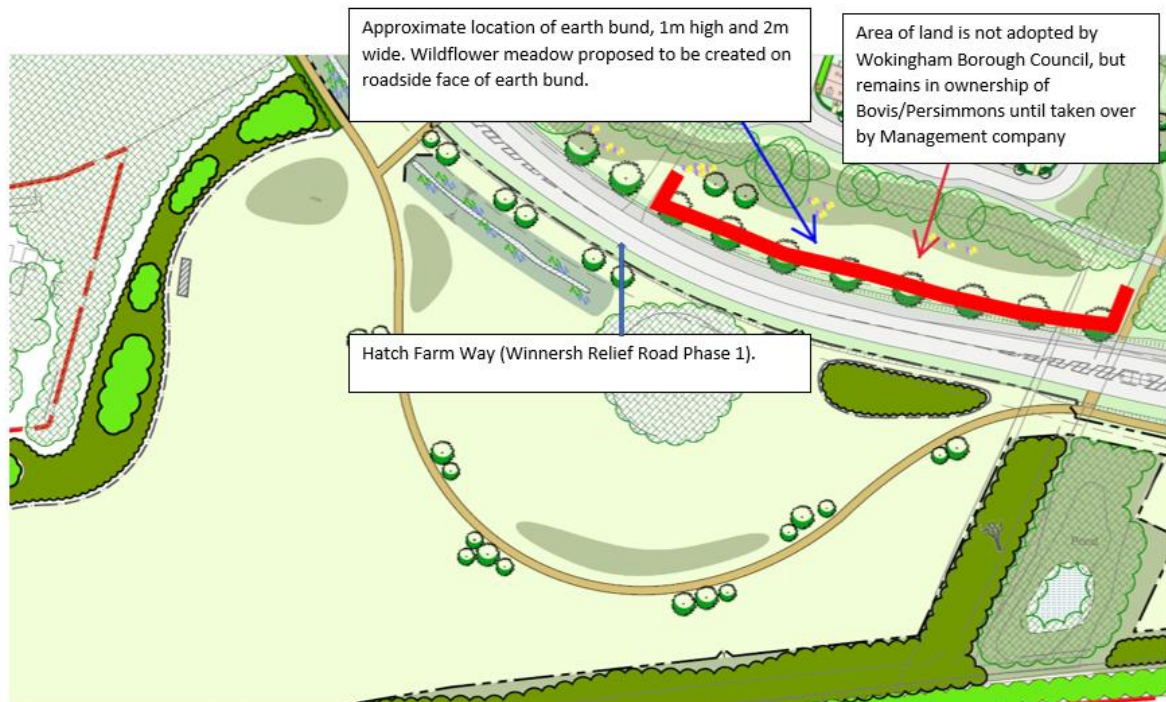 Approximate location of earth bund, 1m high and 2m
wide. Wildflower meadow proposed to be created on
roadside face of earth bund.
Area of land is not adopted by
Wokingham Borough Council, but
remains in ownership of
Bovis/Persimmons until taken over
by Management company
Hatch Farm Way (Winnersh Relief Road Phase 1).
Pond